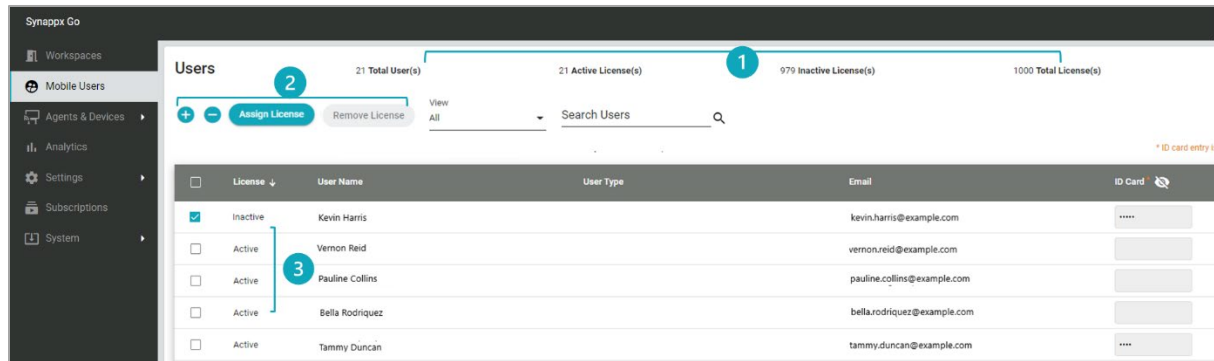 Synappx Go
Workspaces
Mobile Users
Agents & Devices
Analytics
Settings
Subscriptions
System
Users
21 Total User(s)
21 Active License(s)
1
979 Inactive License(s)
1000 Total License(s)
2
Assign License
Remove License
View
All
Search Users
* ID card entry i
License ↓ User Name User Type Email ID Card *
Inactive Kevin Harris kevin.harris@example.com •••••
Active Vernon Reid vernon.reid@example.com
3
Active Pauline Collins pauline.collins@example.com
Active Bella Rodriquez bella.rodriquez@example.com
Active Tammy Duncan tammy.duncan@example.com ••••